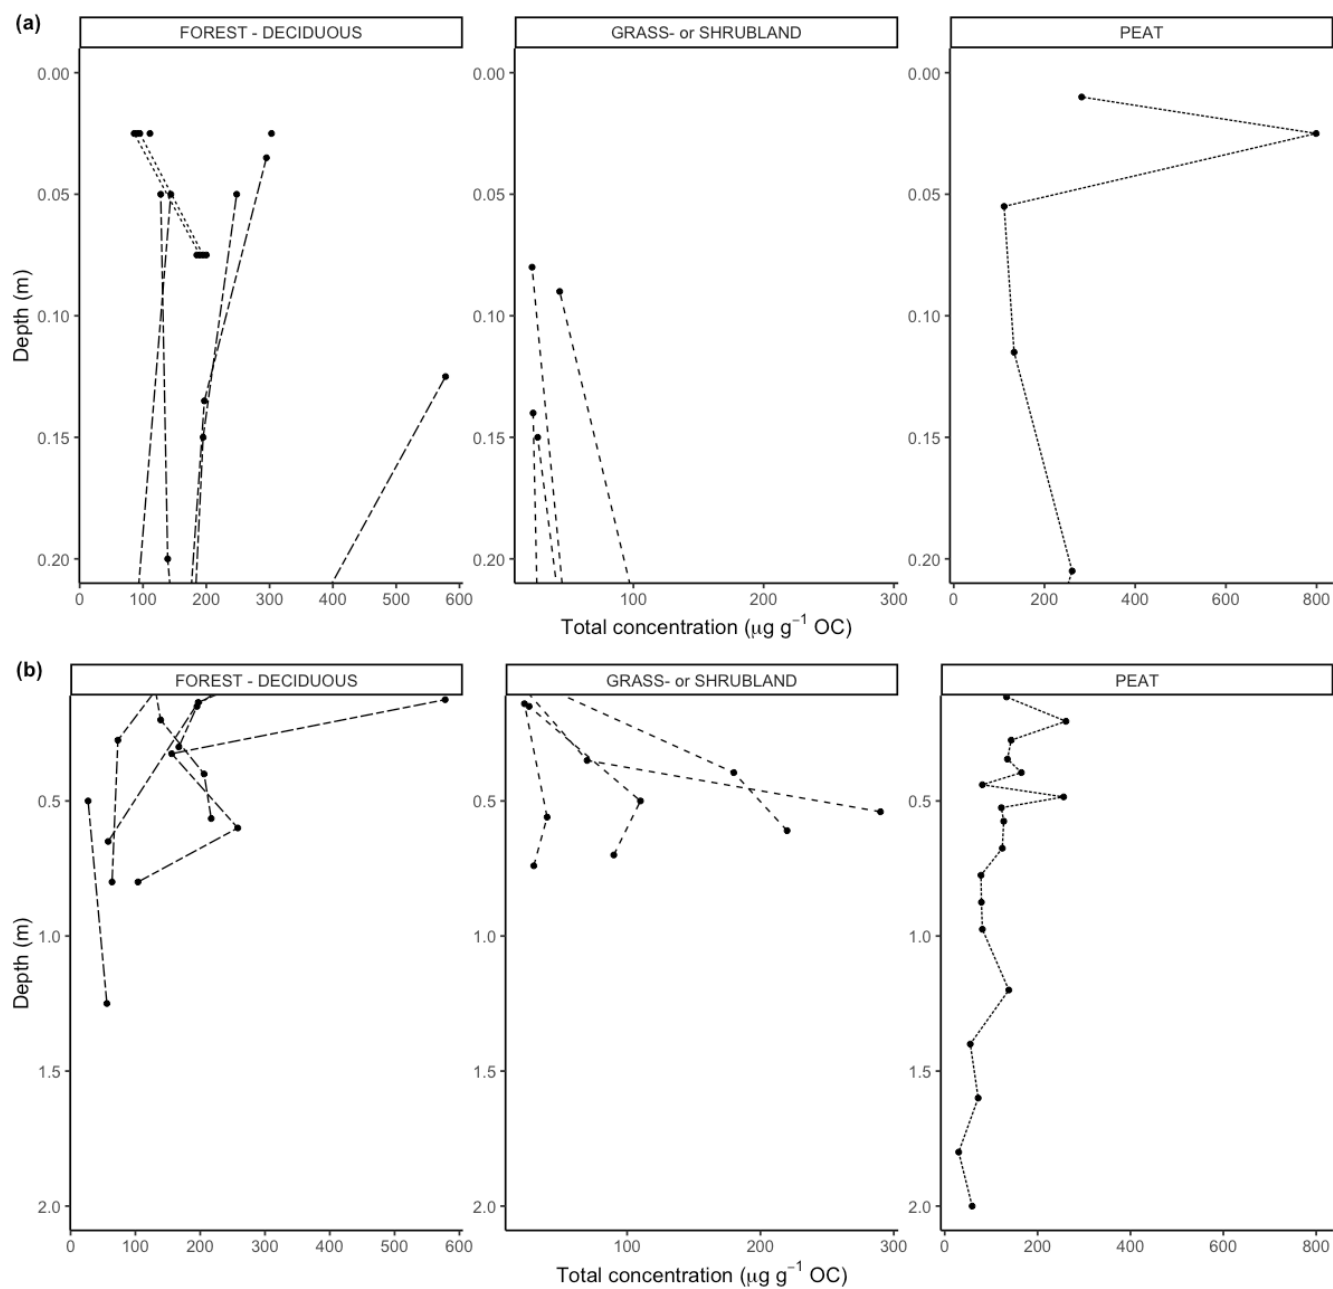 (a)
FOREST - DECIDUOUS
GRASS- or SHRUBLAND
PEAT
0.00
0.05
0.10
0.15
0.20
0.00
0.05
0.10
0.15
0.20
0.00
0.05
0.10
0.15
0.20
Depth (m)
0 100 200 300 400 500 600
100 200 300
0 200 400 600 800
Total concentration (μg g⁻¹ OC)
(b)
FOREST - DECIDUOUS
GRASS- or SHRUBLAND
PEAT
0.5
1.0
1.5
2.0
0.5
1.0
1.5
2.0
0.5
1.0
1.5
2.0
Depth (m)
0 100 200 300 400 500 600
100 200 300
0 200 400 600 800
Total concentration (μg g⁻¹ OC)